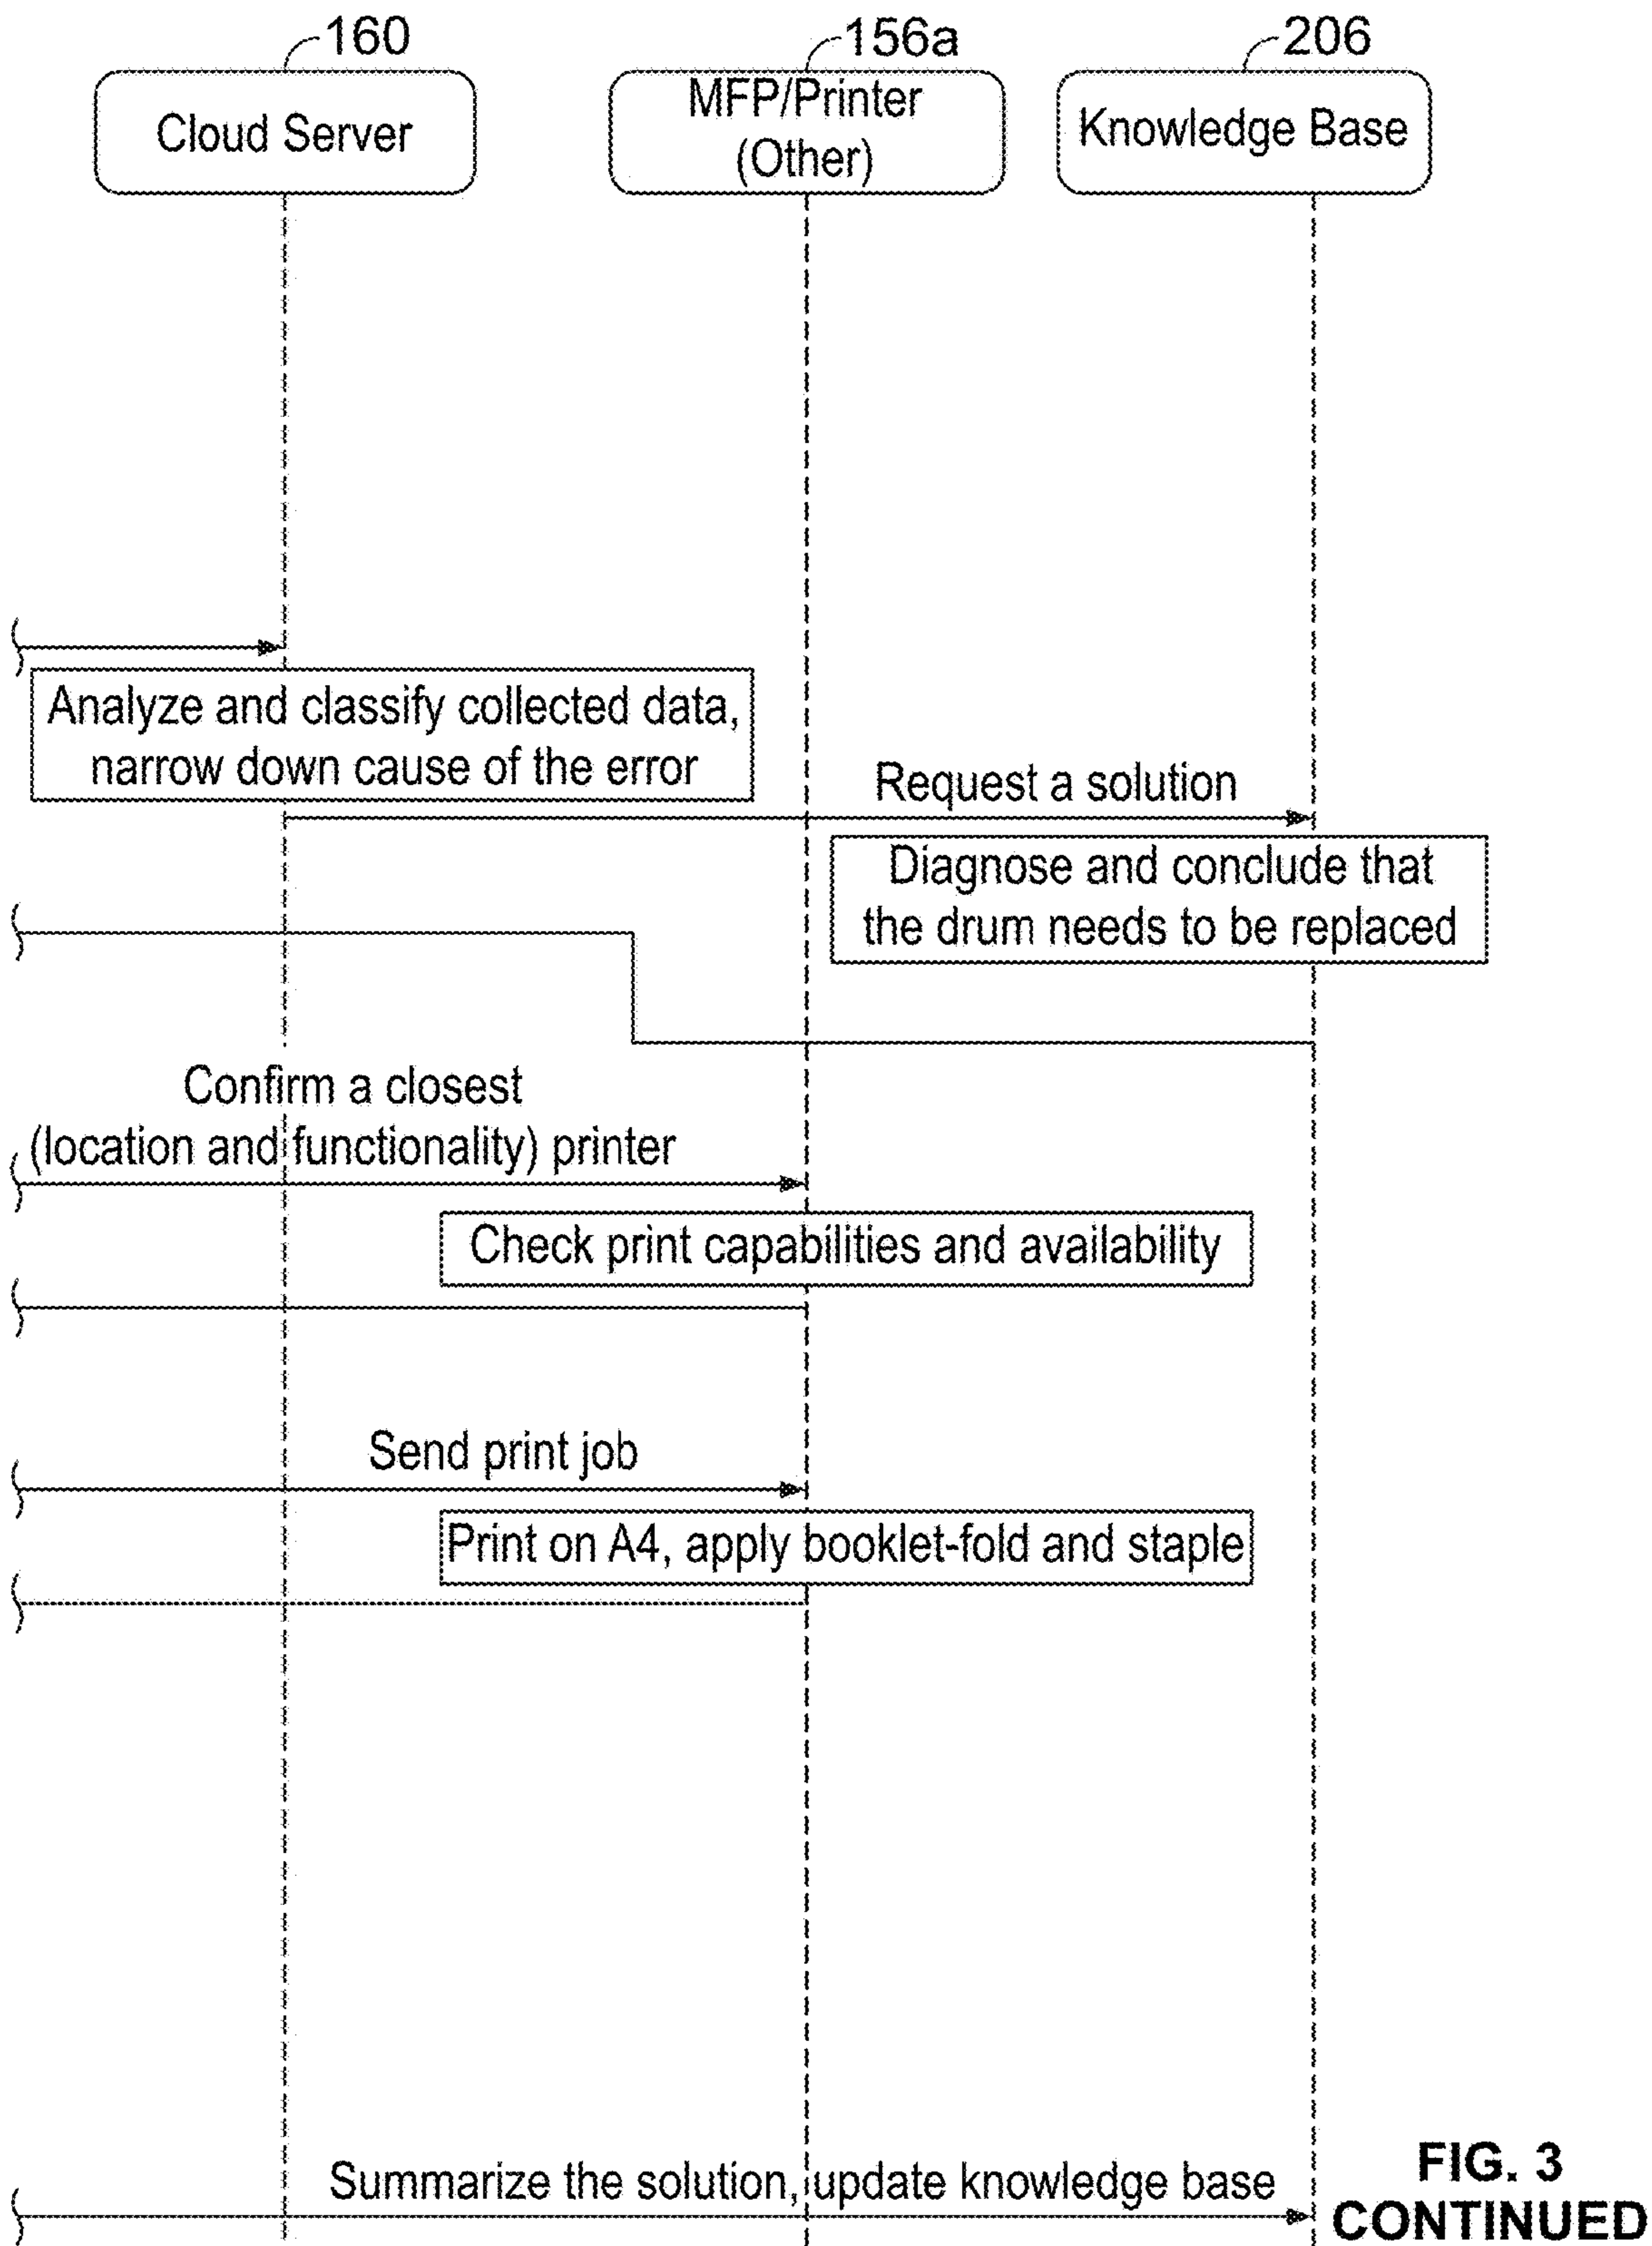 160
156a
206
Cloud Server
MFP/Printer
(Other)
Knowledge Base
Analyze and classify collected data,
narrow down cause of the error
Request a solution
Diagnose and conclude that
the drum needs to be replaced
Confirm a closest
(location and functionality) printer
Check print capabilities and availability
Send print job
Print on A4, apply booklet-fold and staple
Summarize the solution, update knowledge base
FIG. 3
CONTINUED